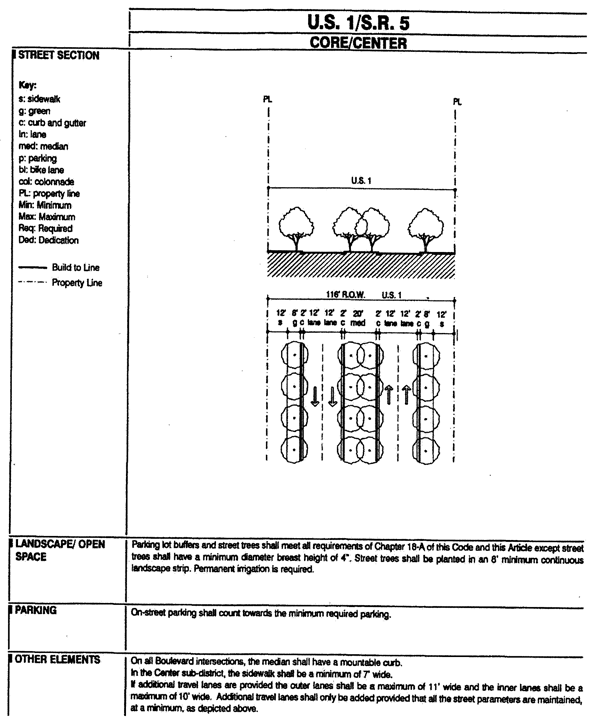 U.S. 1/S.R. 5
CORE/CENTER
STREET SECTION
Key:
s: sidewalk
g: green
c: curb and gutter
ln: lane
med: median
p: parking
bl: bike lane
col: colonnade
PL: property line
Min: Minimum
Max: Maximum
Req: Required
Ded: Dedication
Build to Line
Property Line
PL PL
U.S. 1
116' R.O.W. U.S. 1
12' 8' 2' 12' 12' 2' 20' 2' 12' 12' 2' 8' 12'
s g c lane lane c med c lane lane c g s
LANDSCAPE/ OPEN
SPACE
Parking lot buffers and street trees shall meet all requirements of Chapter 18-A of this Code and this Article except street
trees shall have a minimum diameter breast height of 4". Street trees shall be planted in an 8' minimum continuous
landscape strip. Permanent irrigation is required.
PARKING
On-street parking shall count towards the minimum required parking.
OTHER ELEMENTS
On all Boulevard intersections, the median shall have a mountable curb.
In the Center sub-district, the sidewalk shall be a minimum of 7' wide.
If additional travel lanes are provided the outer lanes shall be a maximum of 11' wide and the inner lanes shall be a
maximum of 10' wide. Additional travel lanes shall only be added provided that all the street parameters are maintained,
at a minimum, as depicted above.